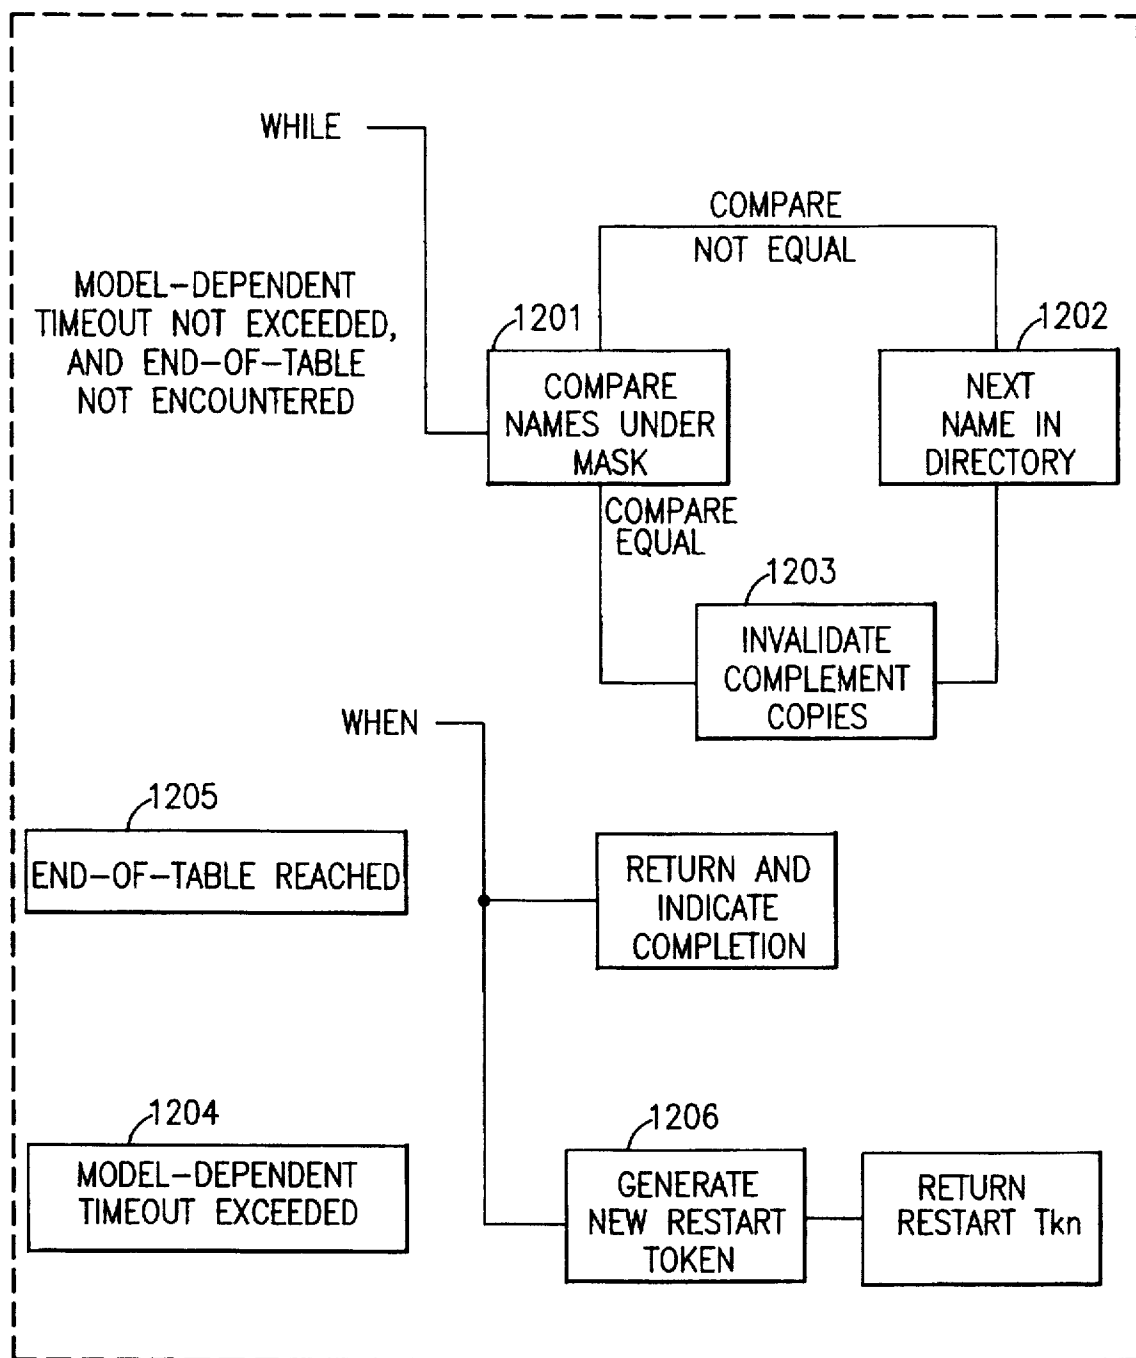 WHILE
COMPARE
NOT EQUAL
MODEL-DEPENDENT
TIMEOUT NOT EXCEEDED,
AND END-OF-TABLE
NOT ENCOUNTERED
1201
COMPARE
NAMES UNDER
MASK
1202
NEXT
NAME IN
DIRECTORY
COMPARE
EQUAL
1203
INVALIDATE
COMPLEMENT
COPIES
WHEN
1205
END-OF-TABLE REACHED
RETURN AND
INDICATE
COMPLETION
1204
MODEL-DEPENDENT
TIMEOUT EXCEEDED
1206
GENERATE
NEW RESTART
TOKEN
RETURN
RESTART Tkn